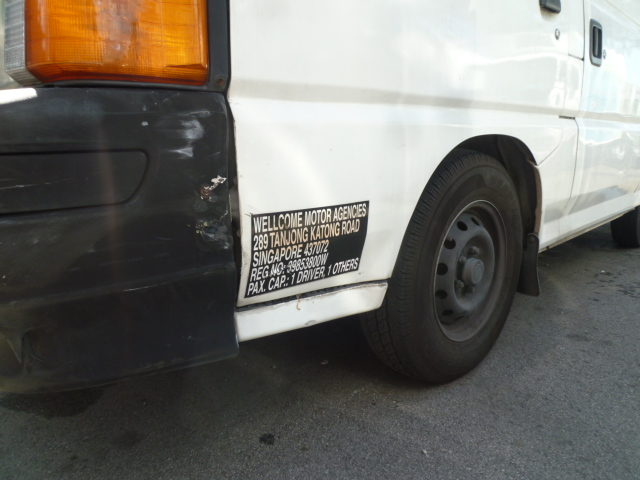 WELLCOME MOTOR AGENCIES
289 TANJONG KATONG ROAD
SINGAPORE 437072
REG NO: 39853800W
PAX. CAP.: 1 DRIVER, 1 OTHERS